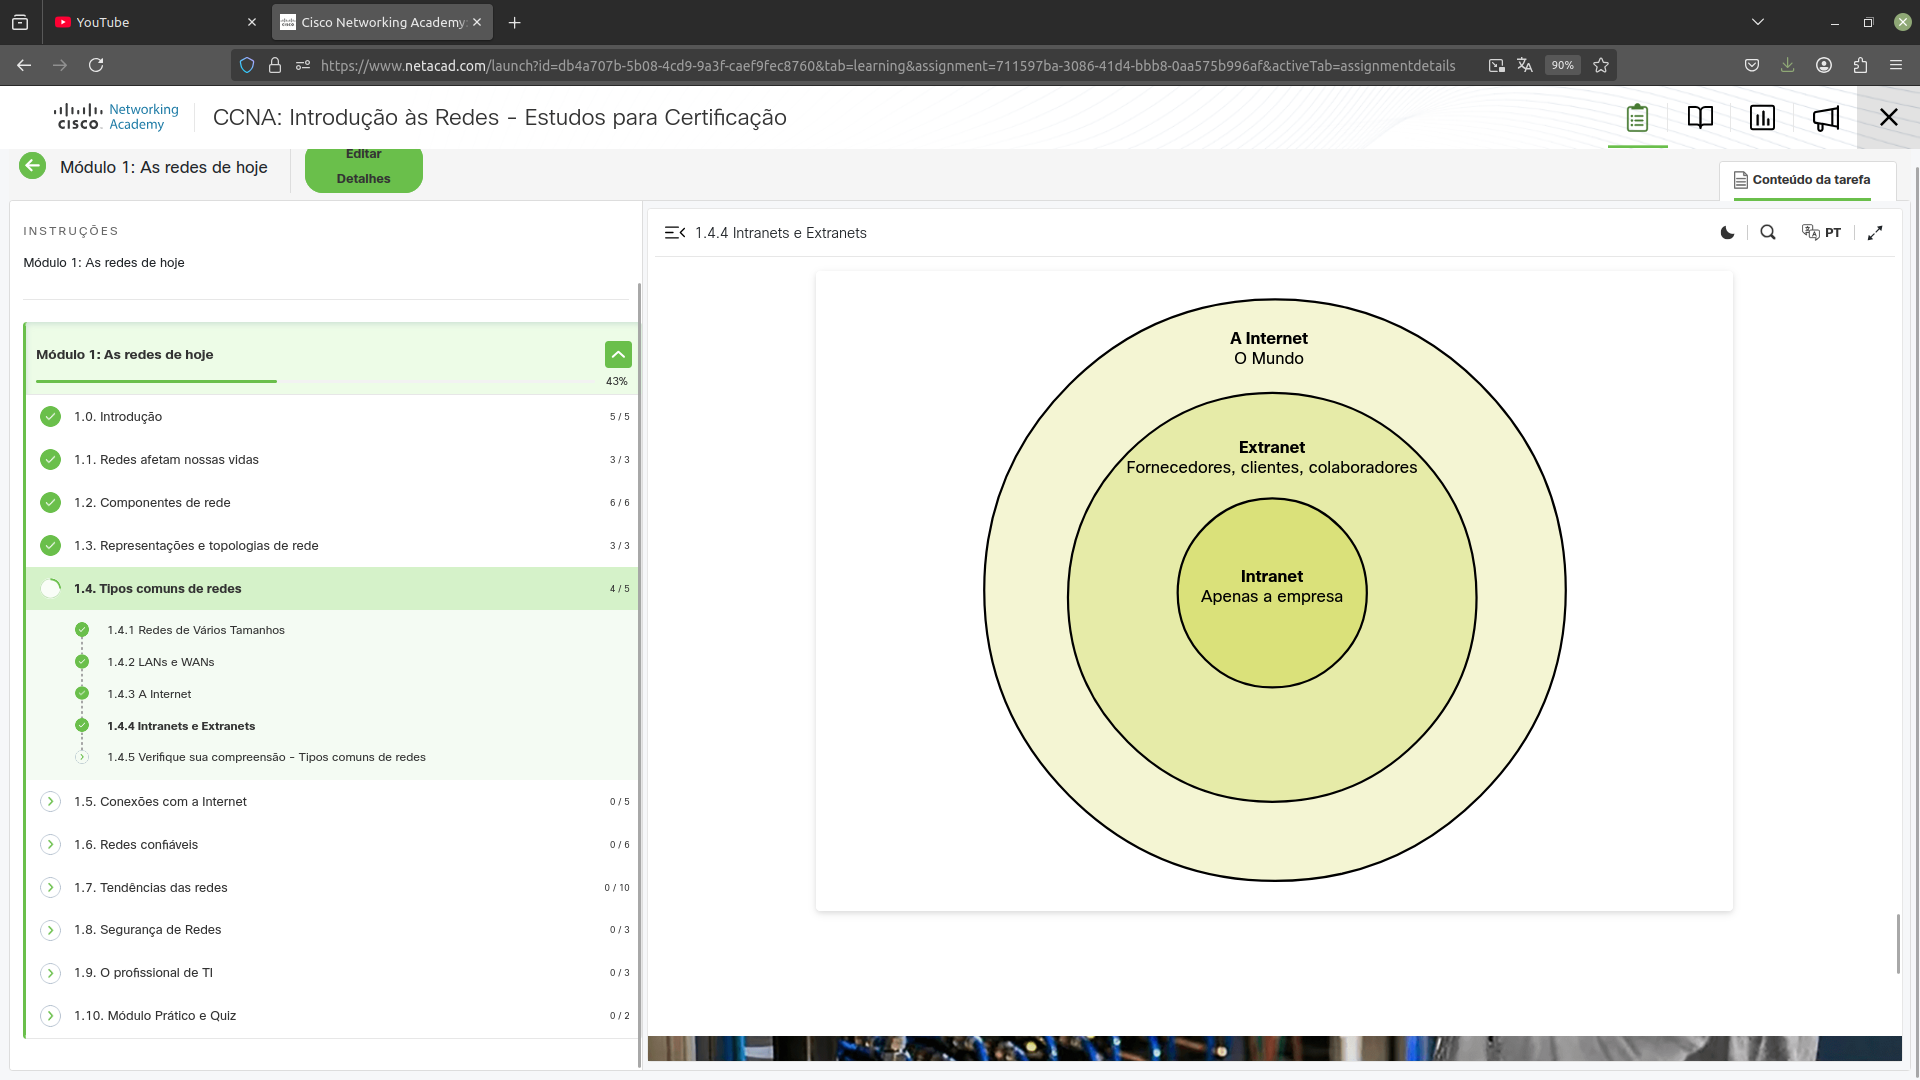 YouTube
Cisco Networking Academy:
https://www.netacad.com/launch?id=db4a707b-5b08-4cd9-9a3f-caef9fec8760&tab=learning&assignment=711597ba-3086-41d4-bbb8-0aa575b996af&activeTab=assignmentdetails
90%
CISCO Networking Academy
CCNA: Introdução às Redes - Estudos para Certificação
Módulo 1: As redes de hoje
Editar
Detalhes
Conteúdo da tarefa
INSTRUÇÕES
Módulo 1: As redes de hoje
Módulo 1: As redes de hoje
43%
1.0. Introdução 5 / 5
1.1. Redes afetam nossas vidas 3 / 3
1.2. Componentes de rede 6 / 6
1.3. Representações e topologias de rede 3 / 3
1.4. Tipos comuns de redes 4 / 5
1.4.1 Redes de Vários Tamanhos
1.4.2 LANs e WANs
1.4.3 A Internet
1.4.4 Intranets e Extranets
1.4.5 Verifique sua compreensão - Tipos comuns de redes
1.5. Conexões com a Internet 0 / 5
1.6. Redes confiáveis 0 / 6
1.7. Tendências das redes 0 / 10
1.8. Segurança de Redes 0 / 3
1.9. O profissional de TI 0 / 3
1.10. Módulo Prático e Quiz 0 / 2
1.4.4 Intranets e Extranets
PT
A Internet
O Mundo
Extranet
Fornecedores, clientes, colaboradores
Intranet
Apenas a empresa